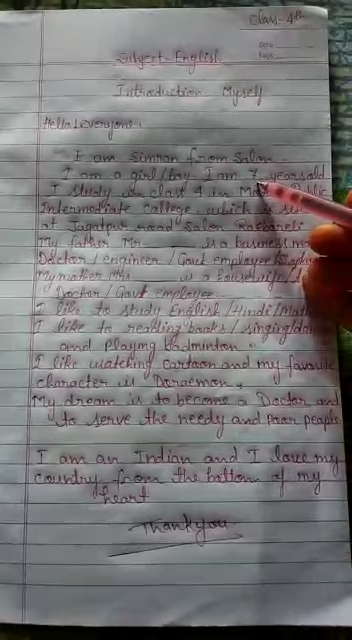 Class - 4th
Date
Page
Subject - English
Introduction Myself
Hello! everyone!
I am Simran from Salon.
I am a girl/boy I am 7 years old
I study in class 4 in Public
Intermediate college, which is
at Jagatpur road Salon Raebareli
My father Mr. ____ is a business
Doctor/engineer/Govt employee/
My mother Mrs ____ is a housewife/
Doctor/Govt employee
I like to study English/Hindi/Math
I like to reading books/singing/
and playing badminton.
I like watching cartoon and my favourite
character is Doraemon.
My dream is to become a Doctor and
to serve the needy and poor people
I am an Indian and I love my
country from the bottom of my
heart
Thankyou